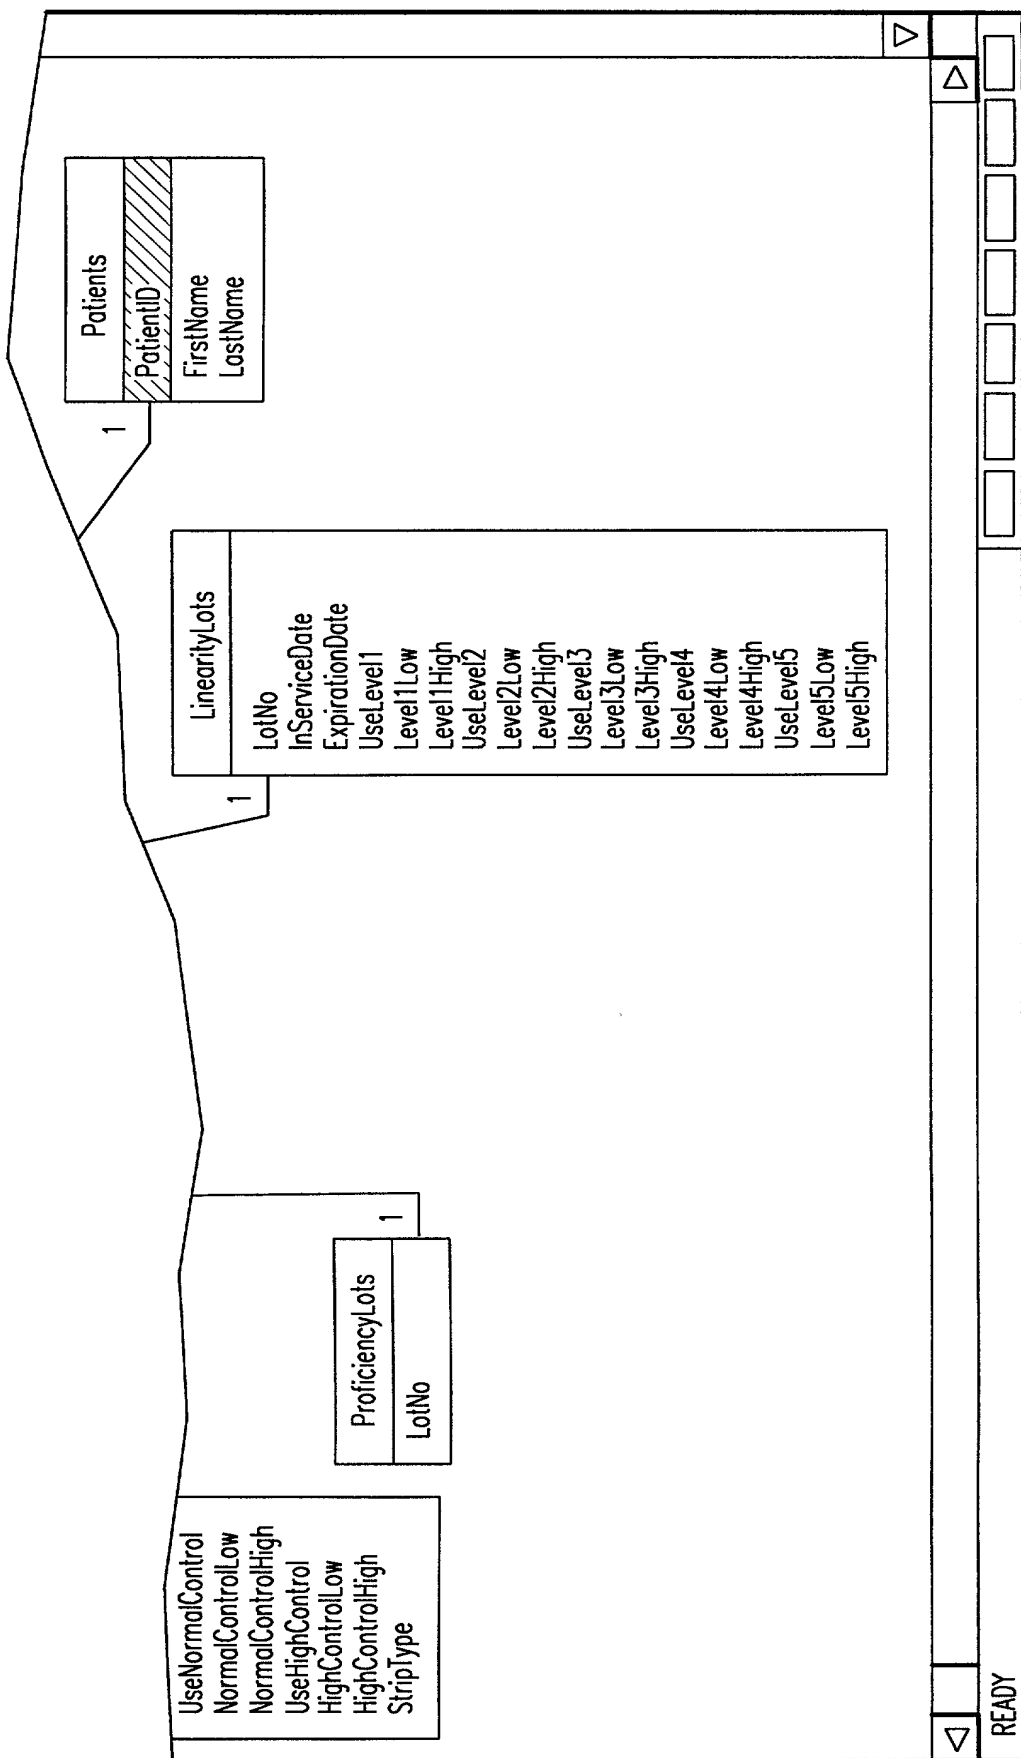 UseNormalControl
NormalControlLow
NormalControlHigh
UseHighControl
HighControlLow
HighControlHigh
StripType
ProficiencyLots
LotNo
1
1
LinearityLots
LotNo
InServiceDate
ExpirationDate
UseLevel1
Level1Low
Level1High
UseLevel2
Level2Low
Level2High
UseLevel3
Level3Low
Level3High
UseLevel4
Level4Low
Level4High
UseLevel5
Level5Low
Level5High
1
Patients
PatientID
FirstName
LastName
READY